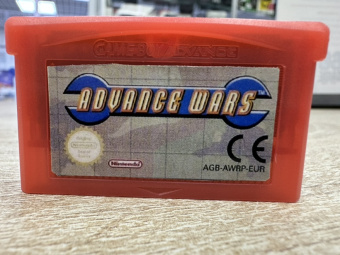 GAME BOY ADVANCE
ADVANCE WARS
Nintendo
CE
AGB-AWRP-EUR